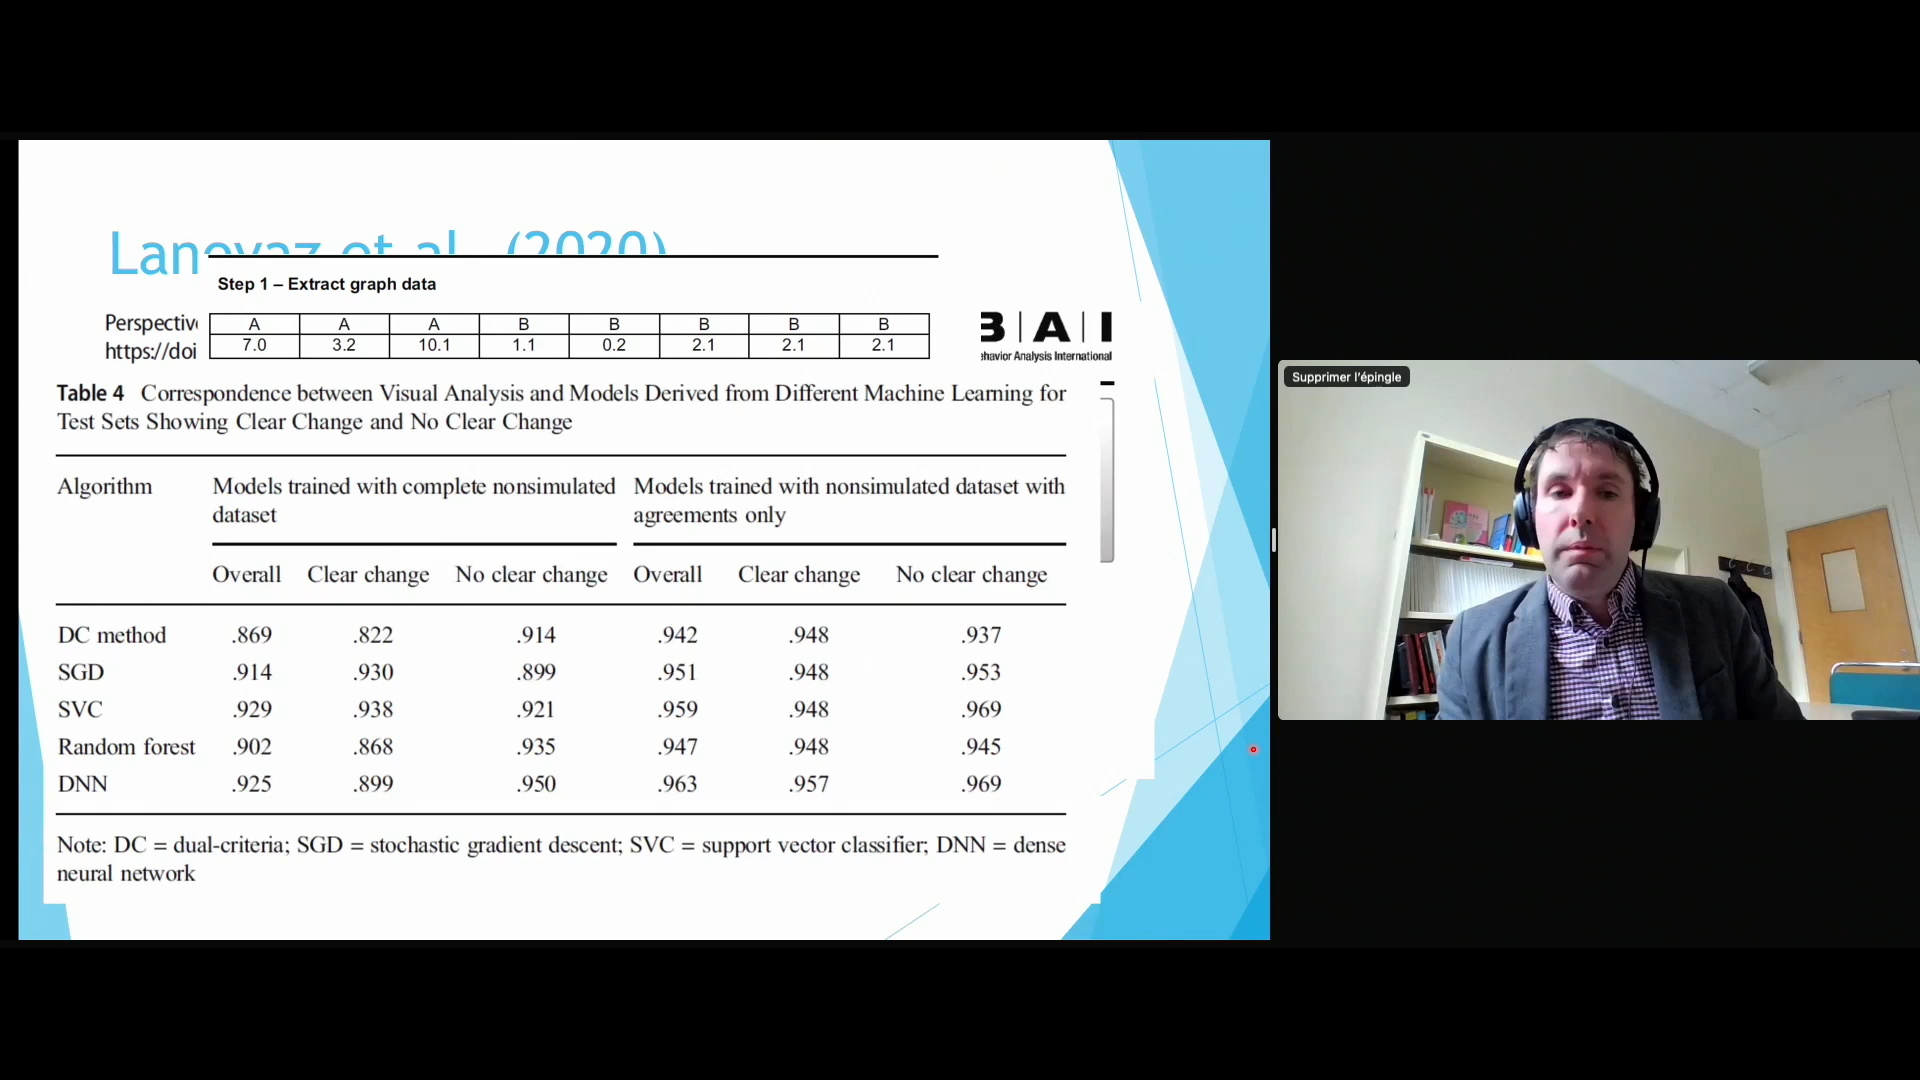 Lanovaz et al. (2020)
Step 1 – Extract graph data
A A A B B B B B
7.0 3.2 10.1 1.1 0.2 2.1 2.1 2.1
Perspectiv
https://doi
B | A | I
ehavior Analysis International
Table 4 Correspondence between Visual Analysis and Models Derived from Different Machine Learning for
Test Sets Showing Clear Change and No Clear Change
Algorithm Models trained with complete nonsimulated Models trained with nonsimulated dataset with
dataset agreements only
Overall Clear change No clear change Overall Clear change No clear change
DC method .869 .822 .914 .942 .948 .937
SGD .914 .930 .899 .951 .948 .953
SVC .929 .938 .921 .959 .948 .969
Random forest .902 .868 .935 .947 .948 .945
DNN .925 .899 .950 .963 .957 .969
Note: DC = dual-criteria; SGD = stochastic gradient descent; SVC = support vector classifier; DNN = dense
neural network
Supprimer l'épingle